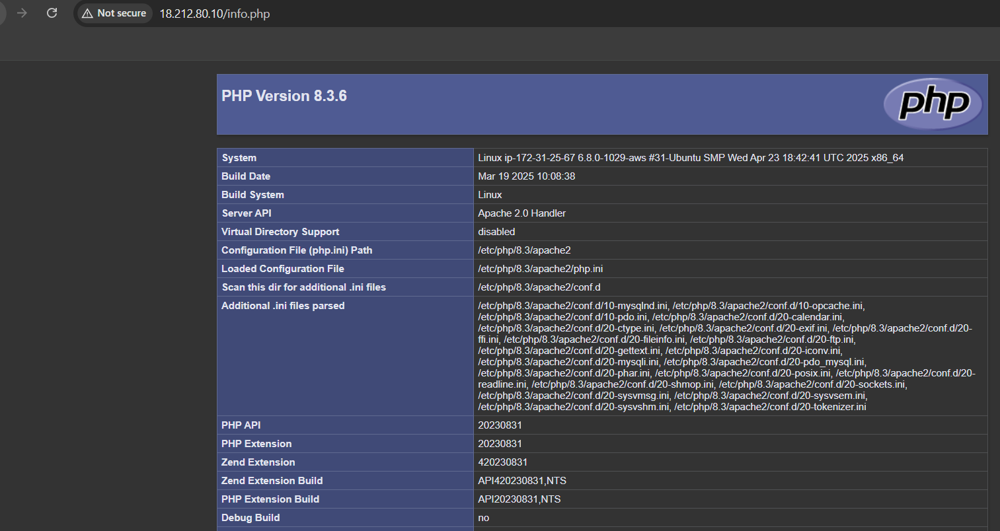 Not secure 18.212.80.10/info.php
PHP Version 8.3.6
php
System Linux ip-172-31-25-67 6.8.0-1029-aws #31-Ubuntu SMP Wed Apr 23 18:42:41 UTC 2025 x86_64
Build Date Mar 19 2025 10:08:38
Build System Linux
Server API Apache 2.0 Handler
Virtual Directory Support disabled
Configuration File (php.ini) Path /etc/php/8.3/apache2
Loaded Configuration File /etc/php/8.3/apache2/php.ini
Scan this dir for additional .ini files /etc/php/8.3/apache2/conf.d
Additional .ini files parsed /etc/php/8.3/apache2/conf.d/10-mysqlnd.ini, /etc/php/8.3/apache2/conf.d/10-opcache.ini,
/etc/php/8.3/apache2/conf.d/10-pdo.ini, /etc/php/8.3/apache2/conf.d/20-calendar.ini,
/etc/php/8.3/apache2/conf.d/20-ctype.ini, /etc/php/8.3/apache2/conf.d/20-exif.ini, /etc/php/8.3/apache2/conf.d/20-
ffi.ini, /etc/php/8.3/apache2/conf.d/20-fileinfo.ini, /etc/php/8.3/apache2/conf.d/20-ftp.ini,
/etc/php/8.3/apache2/conf.d/20-gettext.ini, /etc/php/8.3/apache2/conf.d/20-iconv.ini,
/etc/php/8.3/apache2/conf.d/20-mysqli.ini, /etc/php/8.3/apache2/conf.d/20-pdo_mysql.ini,
/etc/php/8.3/apache2/conf.d/20-phar.ini, /etc/php/8.3/apache2/conf.d/20-posix.ini, /etc/php/8.3/apache2/conf.d/20-
readline.ini, /etc/php/8.3/apache2/conf.d/20-shmop.ini, /etc/php/8.3/apache2/conf.d/20-sockets.ini,
/etc/php/8.3/apache2/conf.d/20-sysvmsg.ini, /etc/php/8.3/apache2/conf.d/20-sysvsem.ini,
/etc/php/8.3/apache2/conf.d/20-sysvshm.ini, /etc/php/8.3/apache2/conf.d/20-tokenizer.ini
PHP API 20230831
PHP Extension 20230831
Zend Extension 420230831
Zend Extension Build API420230831,NTS
PHP Extension Build API20230831,NTS
Debug Build no